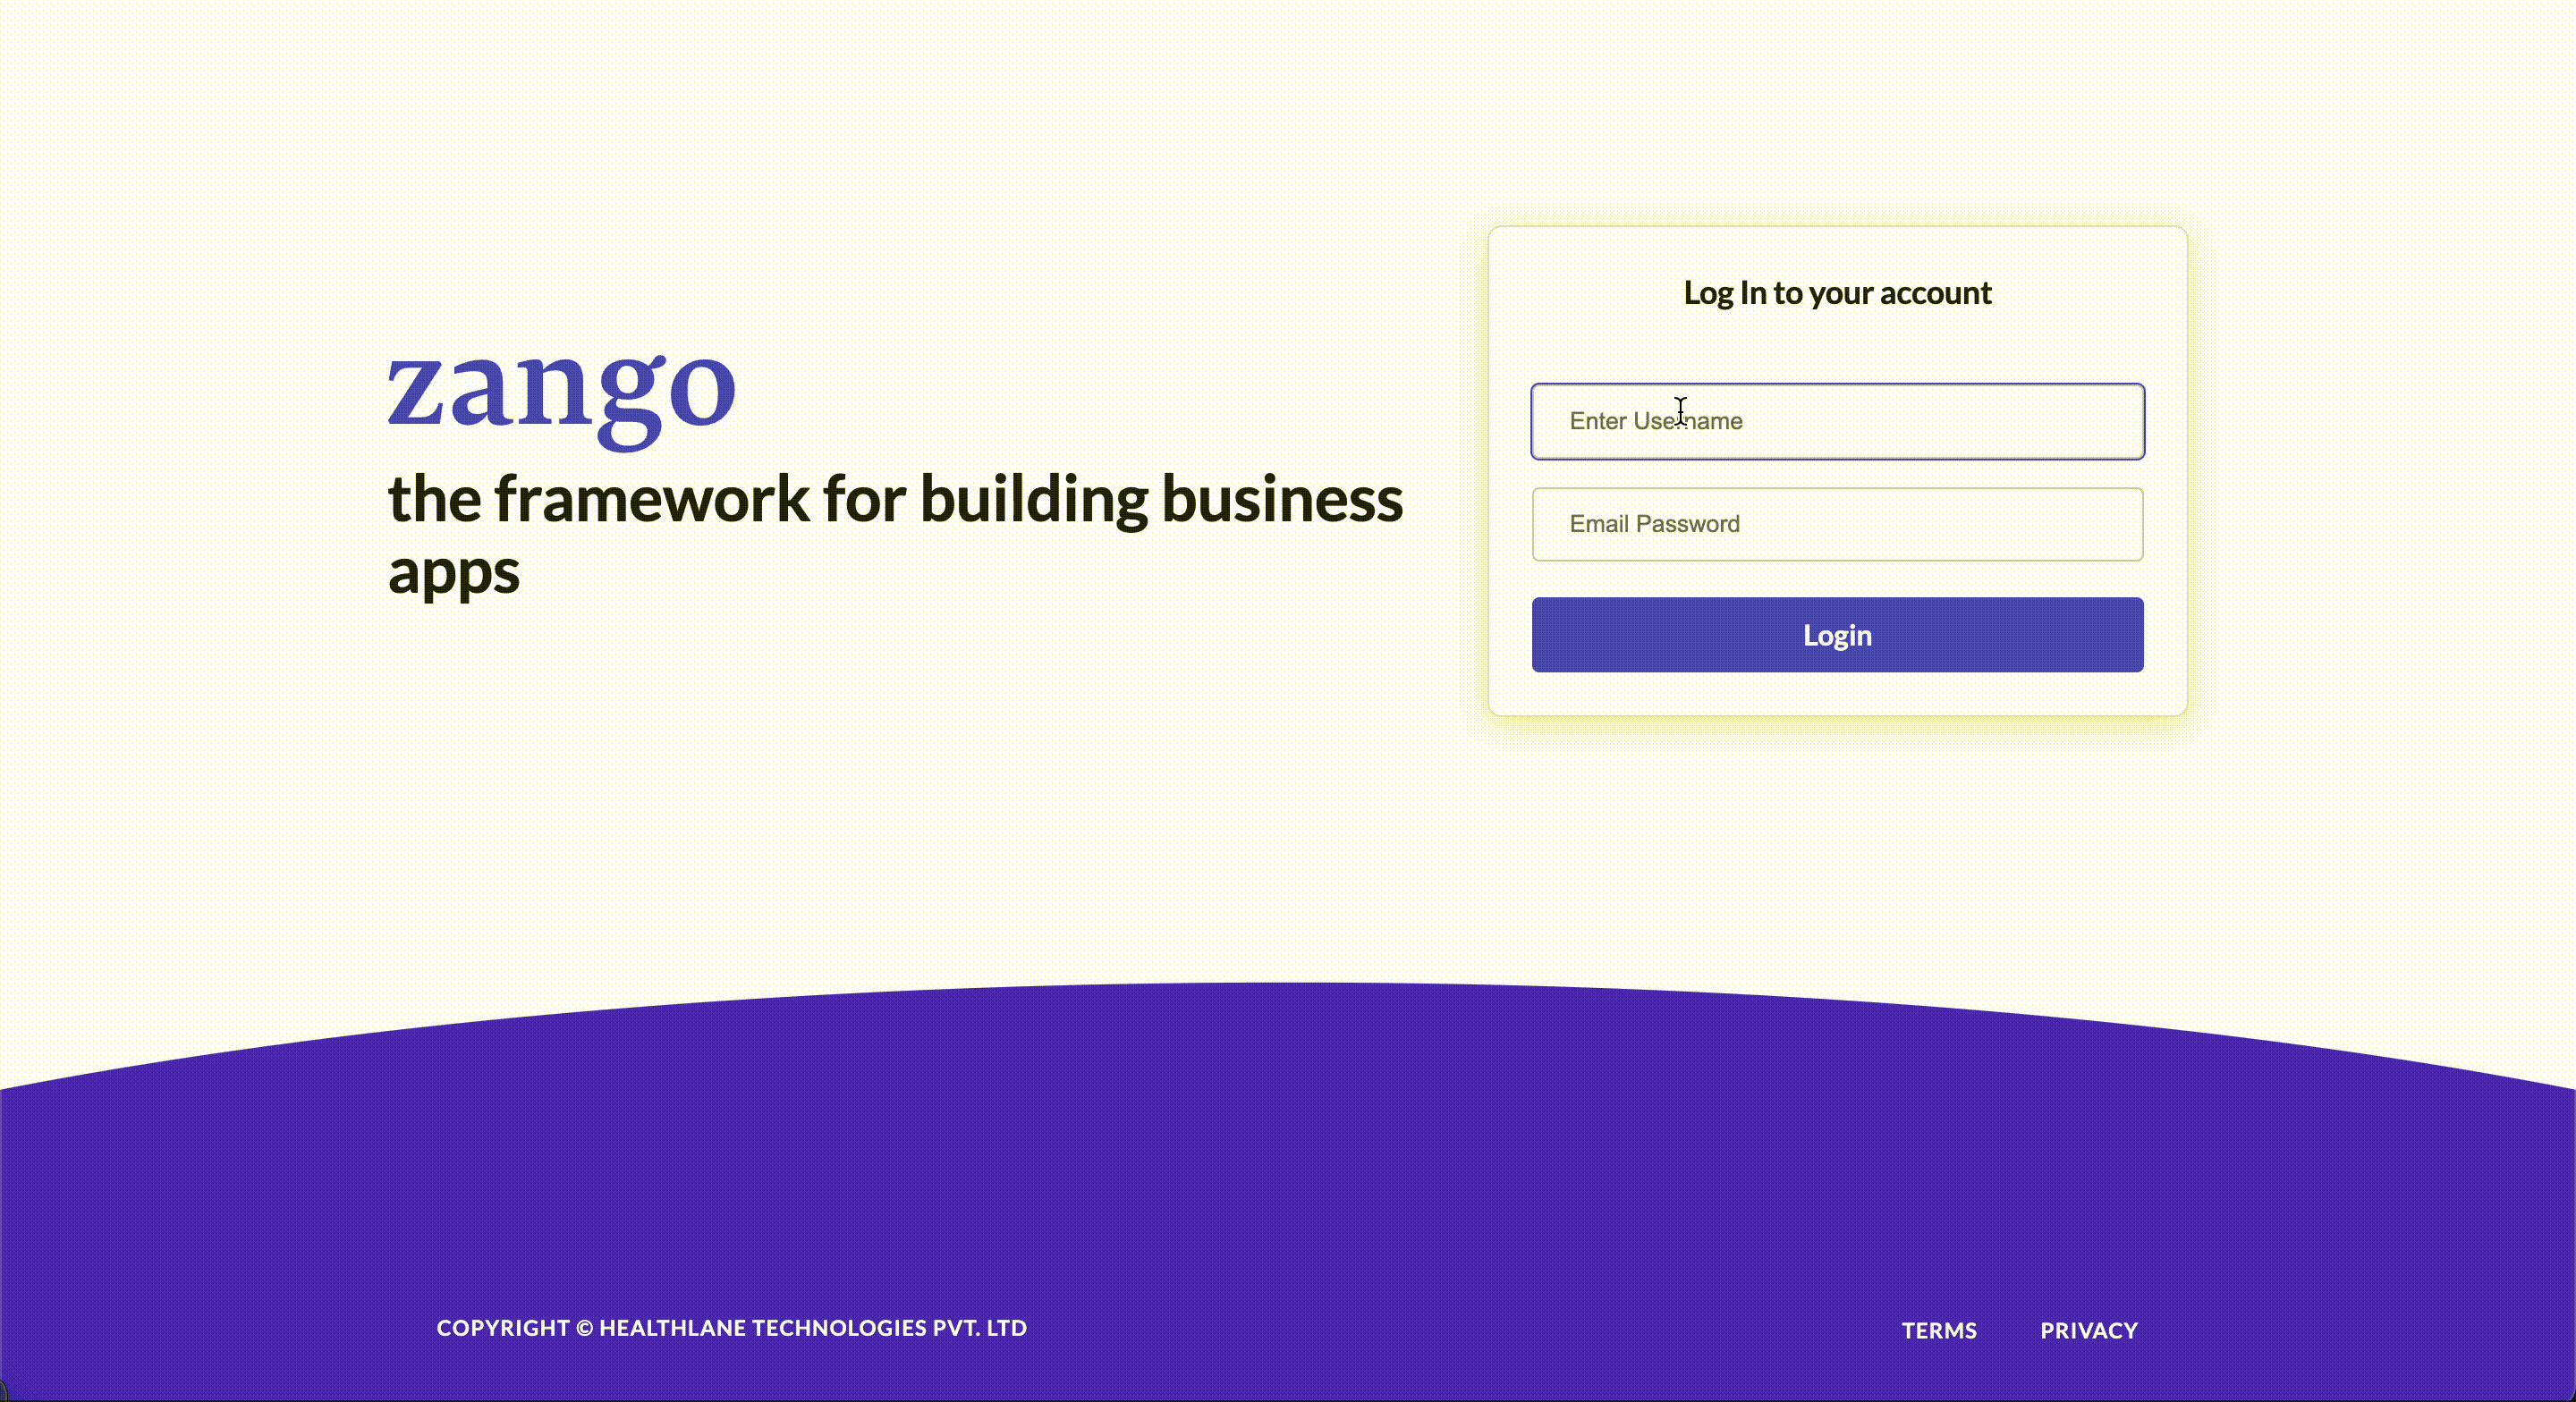 zango
the framework for building business
apps
Log In to your account
Enter Username
Email Password
Login
COPYRIGHT © HEALTHLANE TECHNOLOGIES PVT. LTD
TERMS PRIVACY